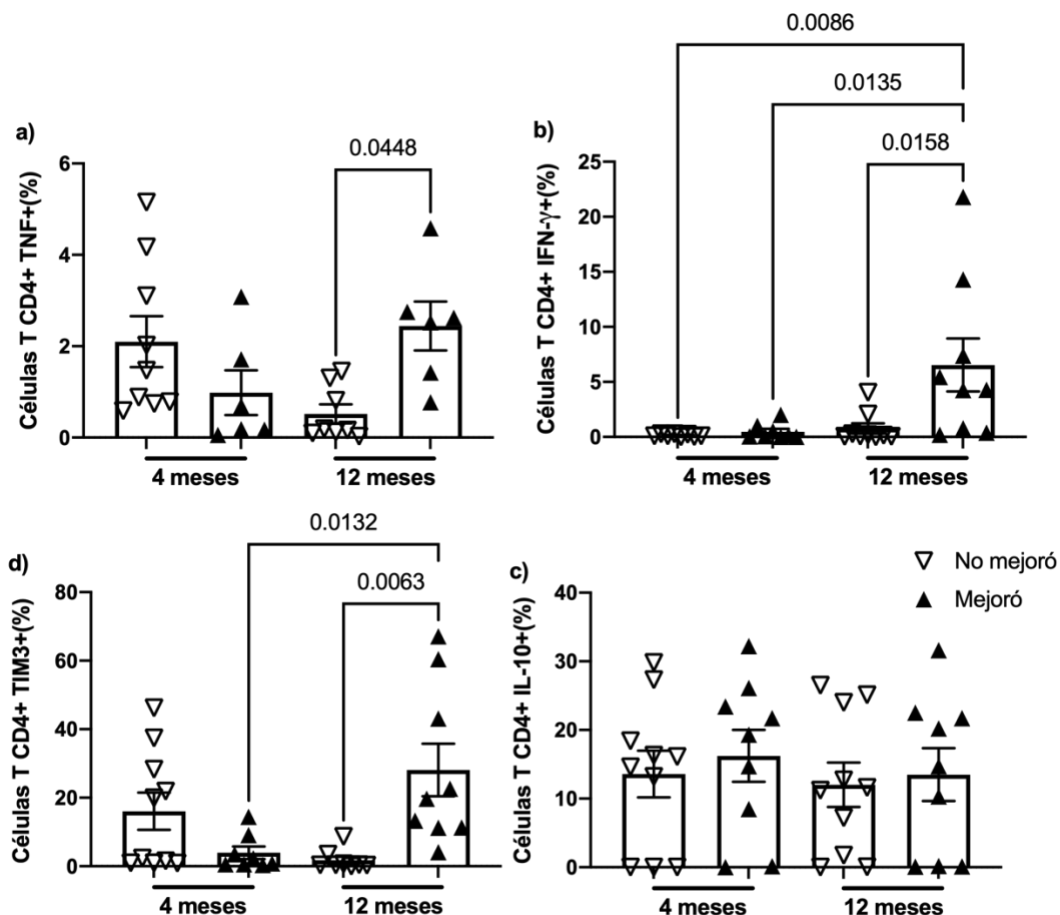 a)
0.0448
Células T CD4+ TNF+(%)
6
4
2
0
4 meses
12 meses
b)
0.0086
0.0135
0.0158
Células T CD4+ IFN-γ+(%)
25
20
15
10
5
0
4 meses
12 meses
d)
0.0132
0.0063
Células T CD4+ TIM3+(%)
80
60
40
20
0
4 meses
12 meses
c)
No mejoró
Mejoró
Células T CD4+ IL-10+(%)
40
30
20
10
0
4 meses
12 meses